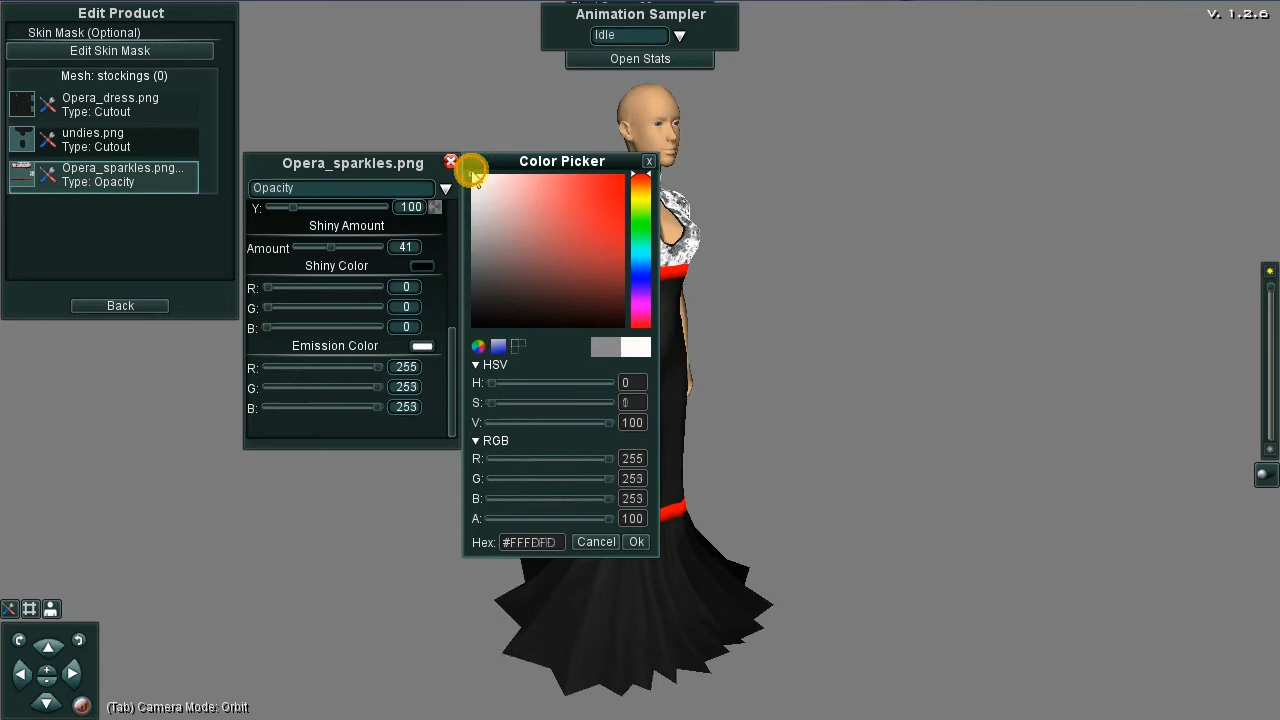 Edit Product
Skin Mask (Optional)
Edit Skin Mask
Mesh: stockings (0)
Opera_dress.png
Type: Cutout
undies.png
Type: Cutout
Opera_sparkles.png...
Type: Opacity
Back
Animation Sampler
Idle
Open Stats
V. 1.2.6
Opera_sparkles.png
Opacity
Y: 100
Shiny Amount
Amount 41
Shiny Color
R: 0
G: 0
B: 0
Emission Color
R: 255
G: 253
B: 253
Color Picker
X
HSV
H: 0
S:
V: 100
RGB
R: 255
G: 253
B: 253
A: 100
Hex: #FFFDFD Cancel Ok
(Tab) Camera Mode: Orbit